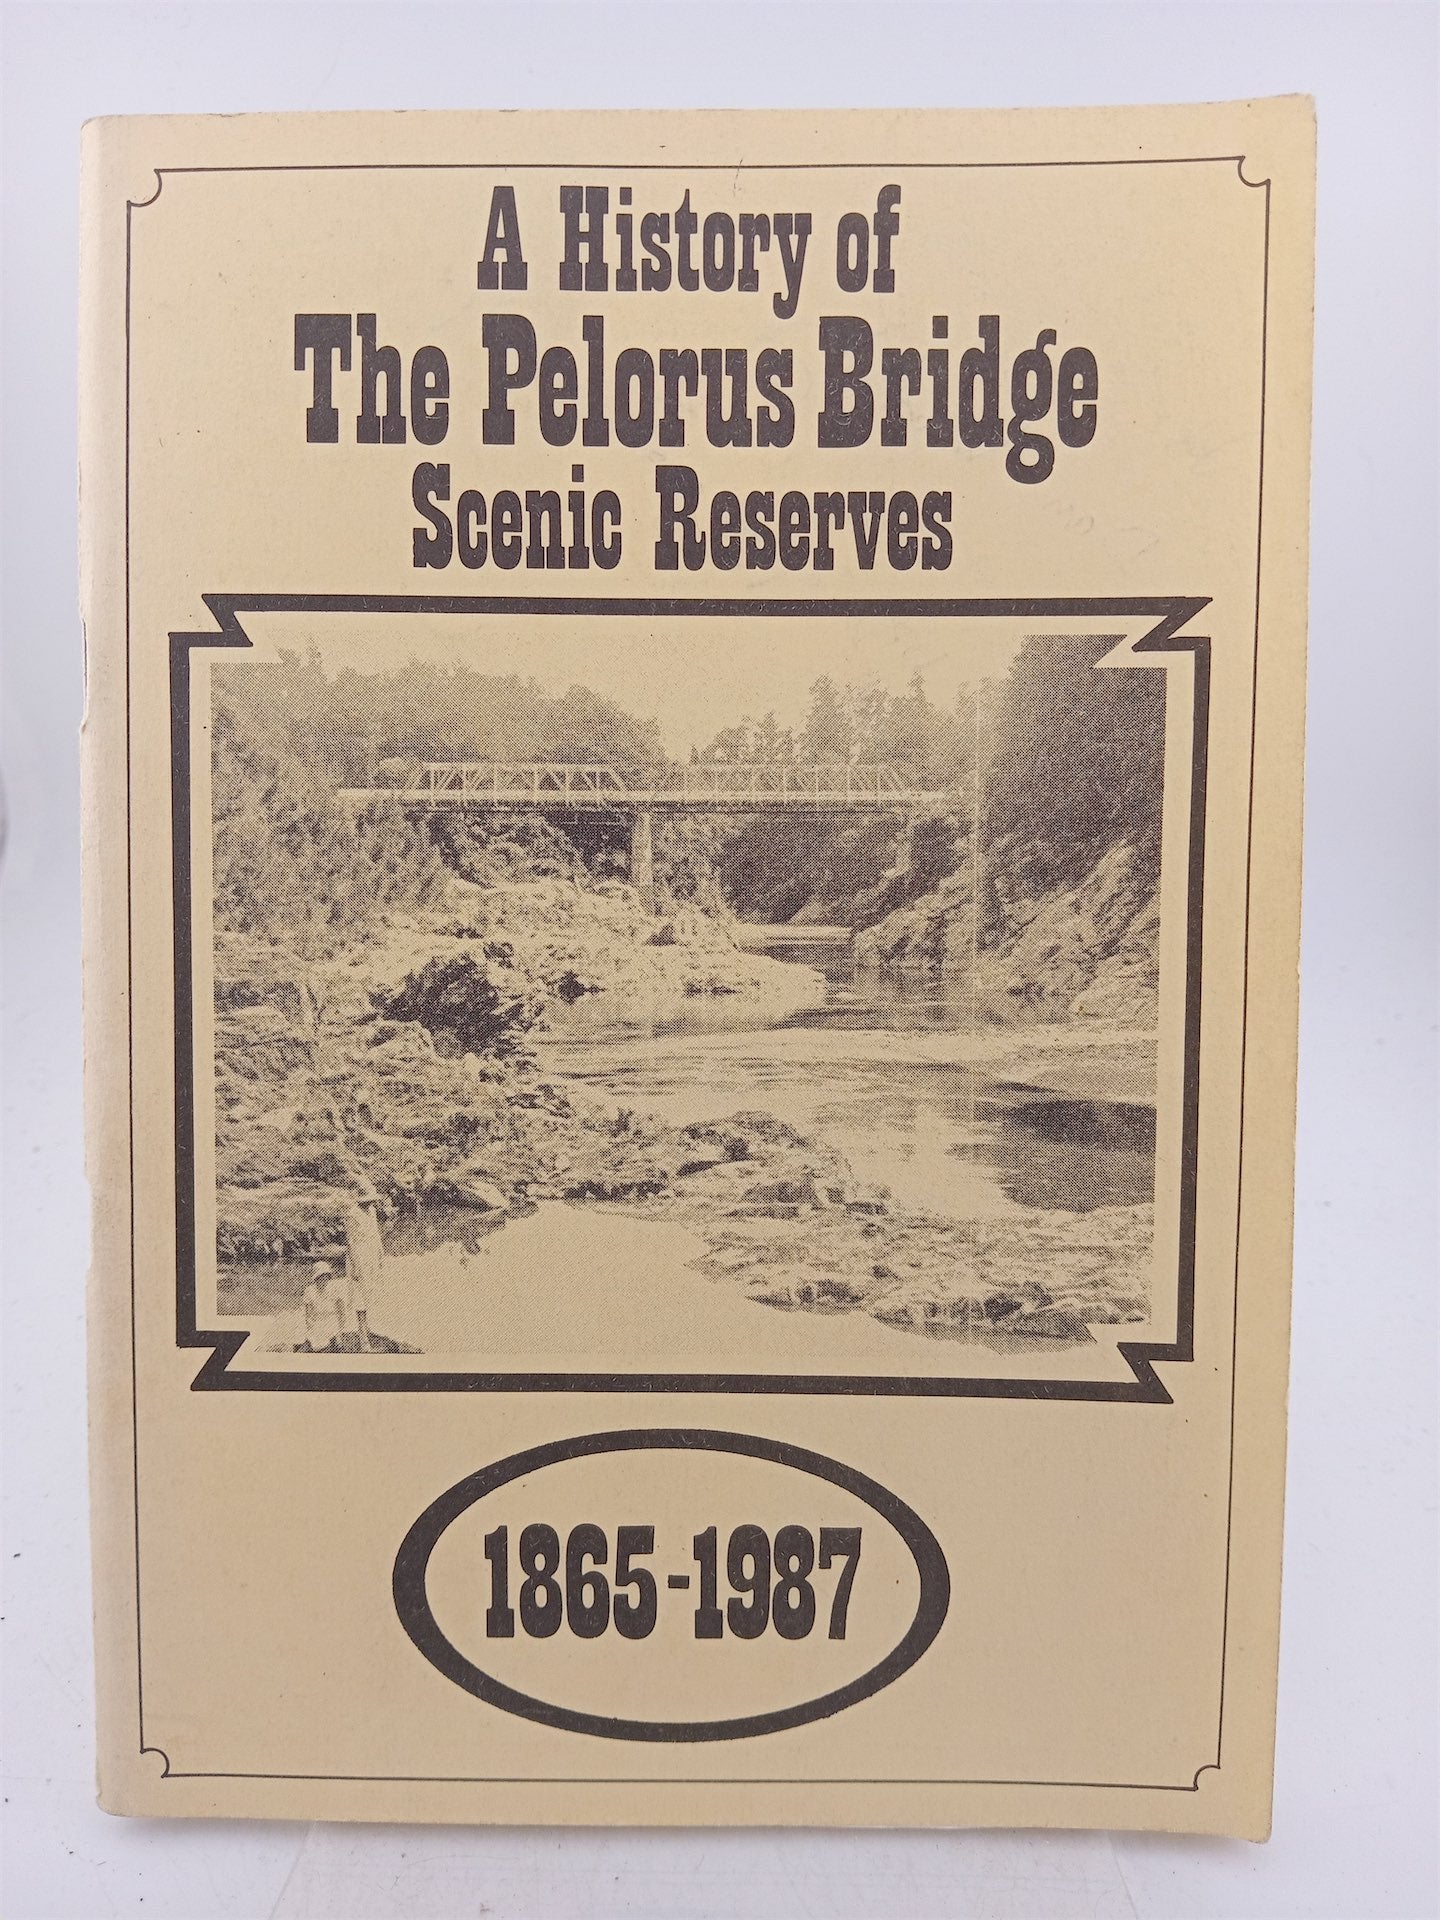 A History of
The Pelorus Bridge
Scenic Reserves
1865-1987